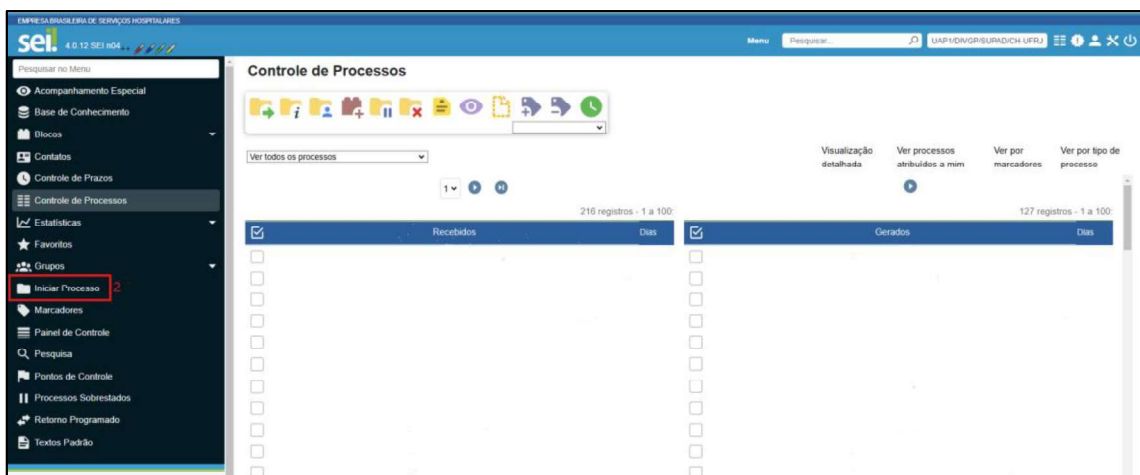 EMPRESA BRASILEIRA DE SERVIÇOS HOSPITALARES
sei. 4.0.12 SEI n04
Menu Pesquisar... UAP1/DIVGP/SUPAD/CH-UFRJ
Pesquisar no Menu
Acompanhamento Especial
Base de Conhecimento
Blocos
Contatos
Controle de Prazos
Controle de Processos
Estatísticas
Favoritos
Grupos
Iniciar Processo 2
Marcadores
Painel de Controle
Pesquisa
Pontos de Controle
Processos Sobrestados
Retorno Programado
Textos Padrão
Controle de Processos
Ver todos os processos
Visualização detalhada
Ver processos atribuídos a mim
Ver por marcadores
Ver por tipo de processo
1
216 registros - 1 a 100:
127 registros - 1 a 100:
Recebidos Dias
Gerados Dias